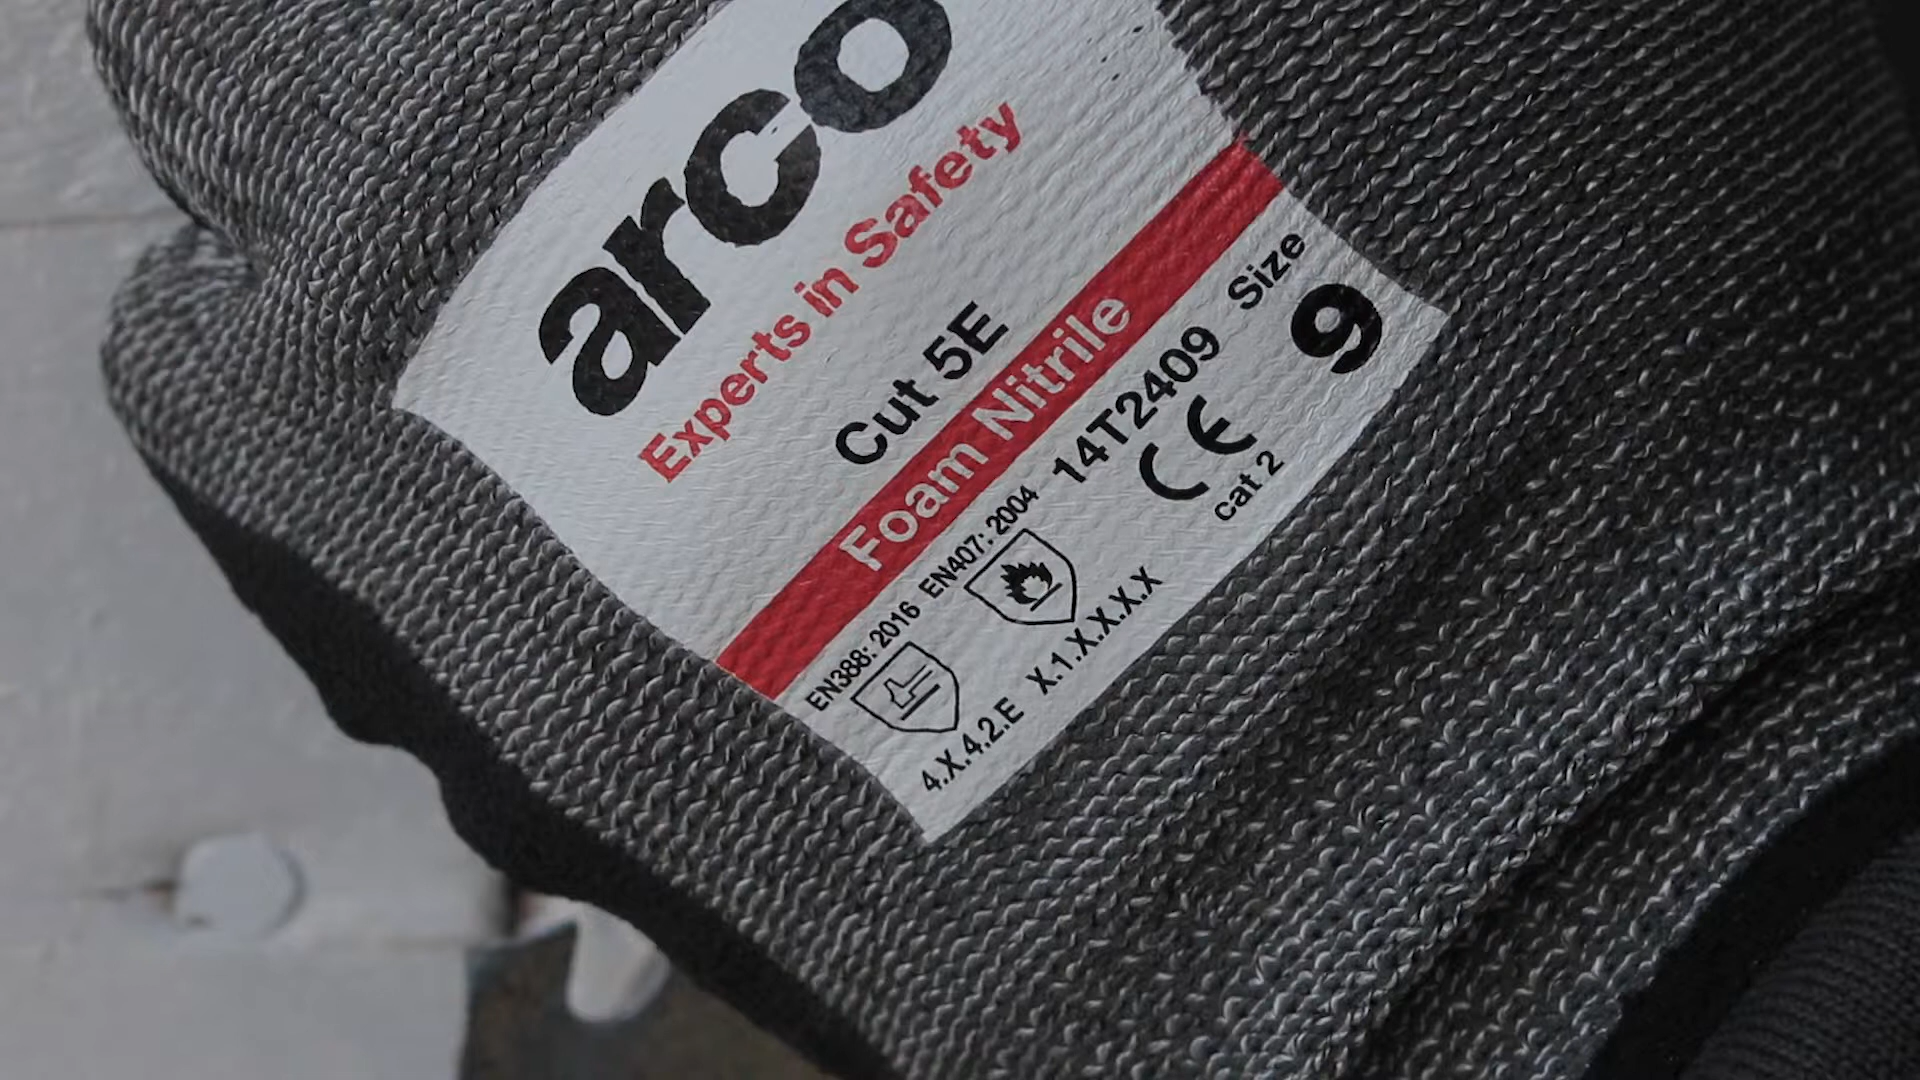 arco
Experts in Safety
Cut 5E
Foam Nitrile
EN388: 2016 EN407: 2004
4.X.4.2.E X.1.X.X.X.X
14T2409
CE
cat 2
Size
9